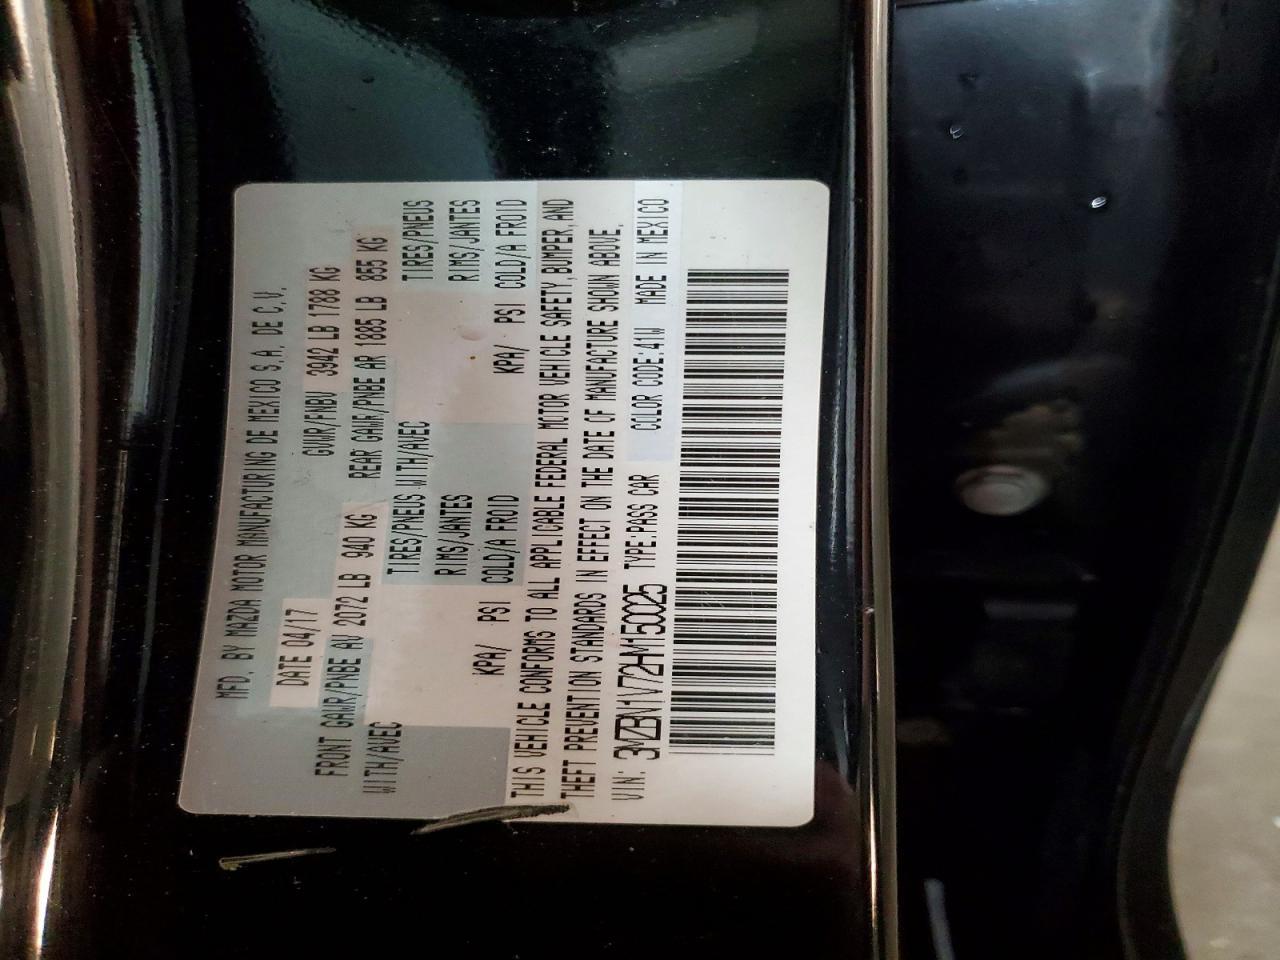 MFD. BY MAZDA MOTOR MANUFACTURING DE MEXICO S.A. DE C.V.
DATE 04/17 GVWR/PNBV 3942 LB 1788 KG
FRONT GAWR/PNBE AV 2072 LB 940 KG REAR GAWR/PNBE AR 1885 LB 855 KG
WITH/AVEC TIRES/PNEUS WITH/AVEC TIRES/PNEUS
RIMS/JANTES RIMS/JANTES
KPA/ PSI COLD/A FROID KPA/ PSI COLD/A FROID
THIS VEHICLE CONFORMS TO ALL APPLICABLE FEDERAL MOTOR VEHICLE SAFETY, BUMPER, AND
THEFT PREVENTION STANDARDS IN EFFECT ON THE DATE OF MANUFACTURE SHOWN ABOVE.
VIN: 3MZBN1V72HM150025 TYPE:PASS CAR COLOR CODE:41W MADE IN MEXICO